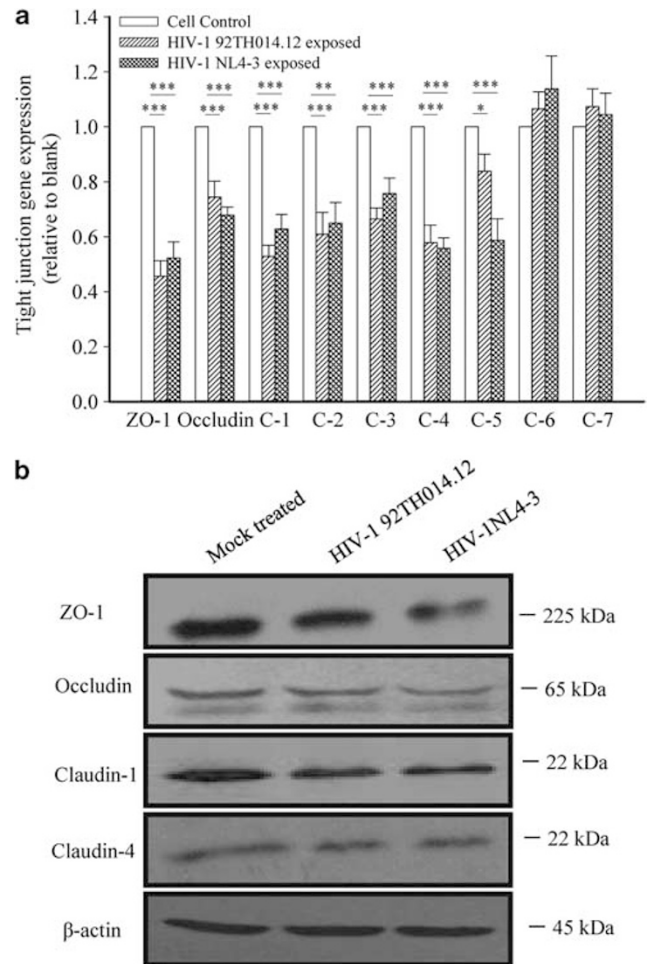 a
Tight junction gene expression
(relative to blank)
1.4
1.2
1.0
0.8
0.6
0.4
0.2
0.0
Cell Control
HIV-1 92TH014.12 exposed
HIV-1 NL4-3 exposed
*** *** *** ** *** *** ***
*** *** *** *** *** *** *
ZO-1 Occludin C-1 C-2 C-3 C-4 C-5 C-6 C-7
b
Mock treated
HIV-1 92TH014.12
HIV-1NL4-3
ZO-1
225 kDa
Occludin
65 kDa
Claudin-1
22 kDa
Claudin-4
22 kDa
β-actin
45 kDa